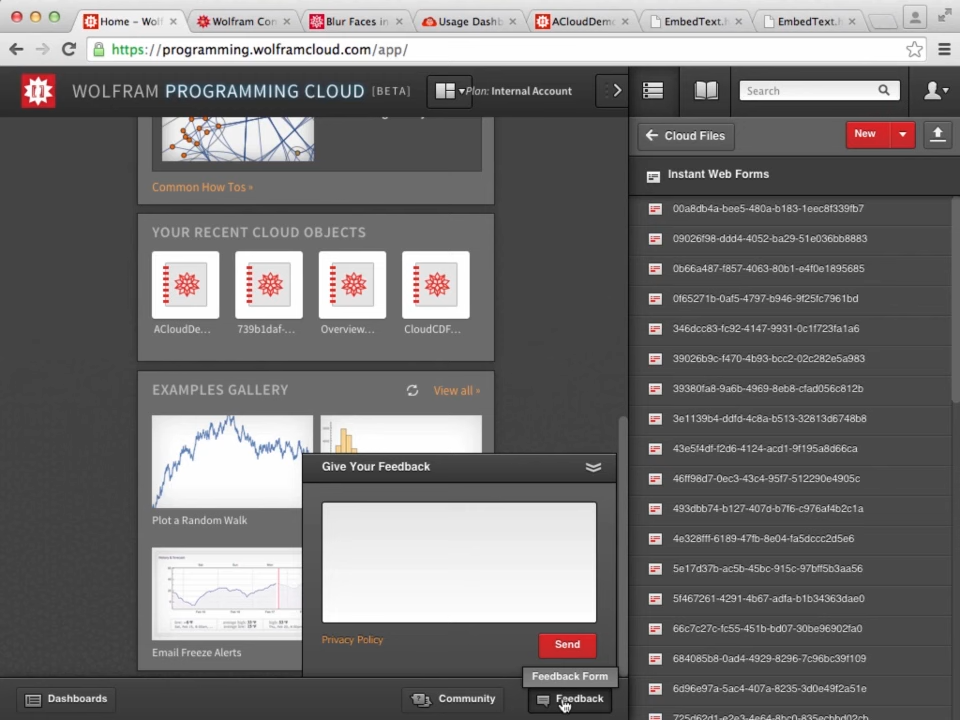 Home – Wol
Wolfram Con
Blur Faces in
Usage Dashb
ACloudDemo
EmbedText.h
EmbedText.h
https://programming.wolframcloud.com/app/
WOLFRAM PROGRAMMING CLOUD [BETA]
Plan: Internal Account
Search
Cloud Files
New
Common How Tos »
Instant Web Forms
YOUR RECENT CLOUD OBJECTS
ACloudDe...
739b1daf-...
Overview...
CloudCDF...
EXAMPLES GALLERY
View all »
Plot a Random Walk
Email Freeze Alerts
Give Your Feedback
Privacy Policy
Send
Feedback Form
Dashboards
Community
Feedback
00a8db4a-bee5-480a-b183-1eec8f339fb7
09026f98-ddd4-4052-ba29-51e036bb8883
0b66a487-f857-4063-80b1-e4f0e1895685
0f65271b-0af5-4797-b946-9f25fc7961bd
346dcc83-fc92-4147-9931-0c1f723fa1a6
39026b9c-f470-4b93-bcc2-02c282e5a983
39380fa8-9a6b-4969-8eb8-cfad056c812b
3e1139b4-ddfd-4c8a-b513-32813d6748b8
43e5f4df-f2d6-4124-acd1-9f195a8d66ca
46ff98d7-0ec3-43c4-95f7-512290e4905c
493dbb74-b127-407d-b7f6-c976af4b2c1a
4e328fff-6189-47fb-8e04-fa5dccc2d5e6
5e17d37b-ac5b-45bc-915c-97bff5b3aa56
5f467261-4291-4b67-adfa-b1b34363dae0
66c7c27c-fc55-451b-bd07-30be96902fa0
684085b8-0ad4-4929-8296-7c96bc39f109
6d96e97a-5ac4-407a-8235-3d0e49f2a51e